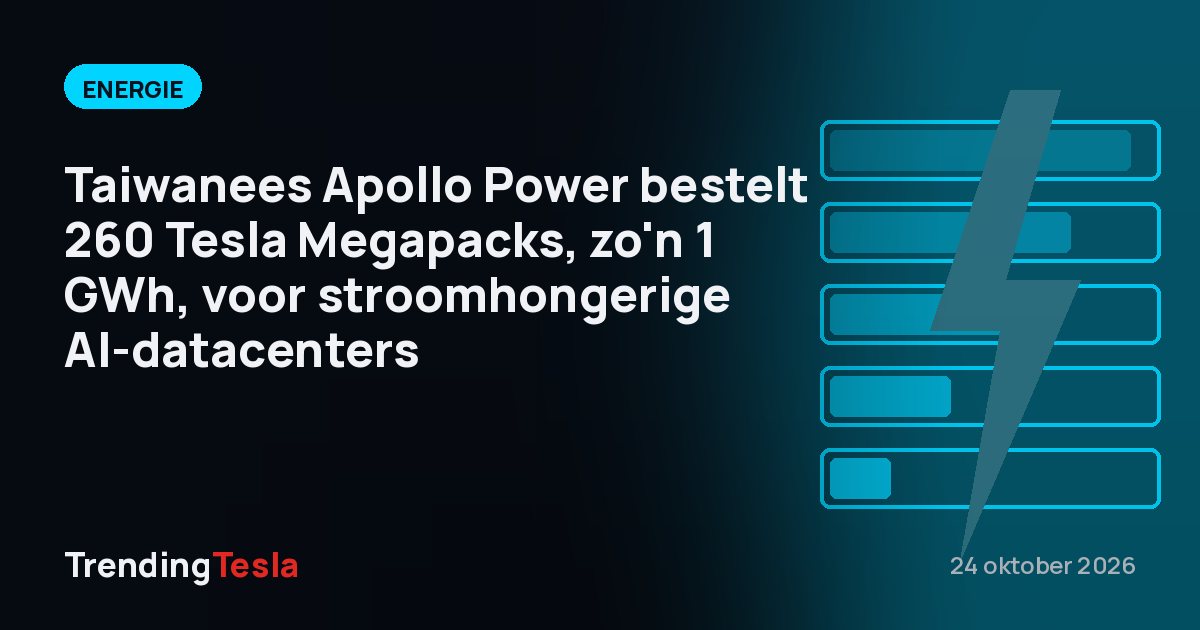 ENERGIE
Taiwanees Apollo Power bestelt
260 Tesla Megapacks, zo'n 1
GWh, voor stroomhongerige
AI-datacenters
TrendingTesla
24 oktober 2026